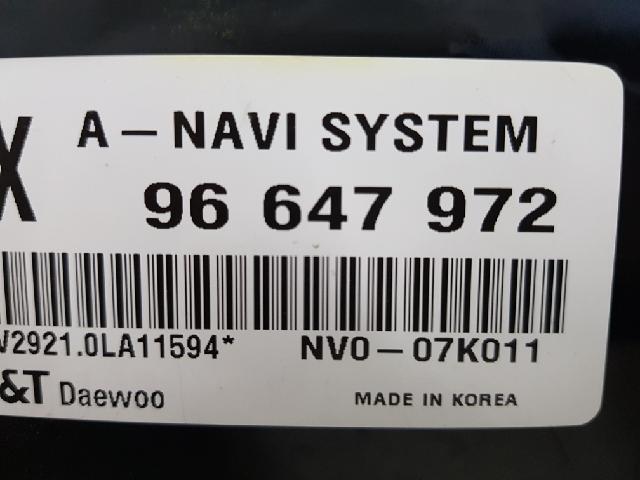 X A-NAVI SYSTEM
96 647 972
V2921.0LA11594* NV0-07K011
&T Daewoo MADE IN KOREA